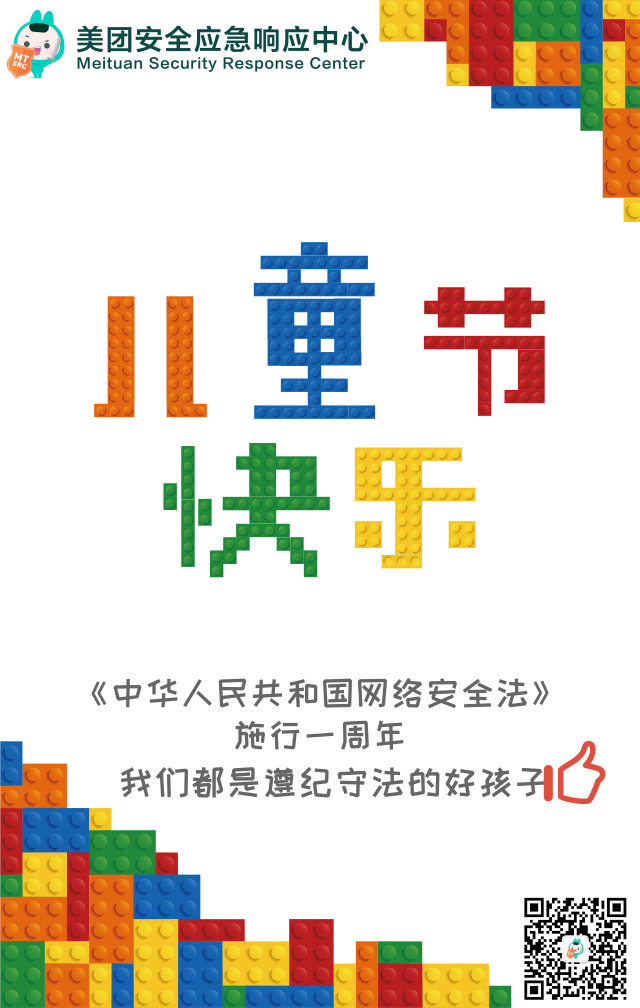 美团安全应急响应中心
Meituan Security Response Center
MT
SRC
儿童节
快乐
《中华人民共和国网络安全法》
施行一周年
我们都是遵纪守法的好孩子